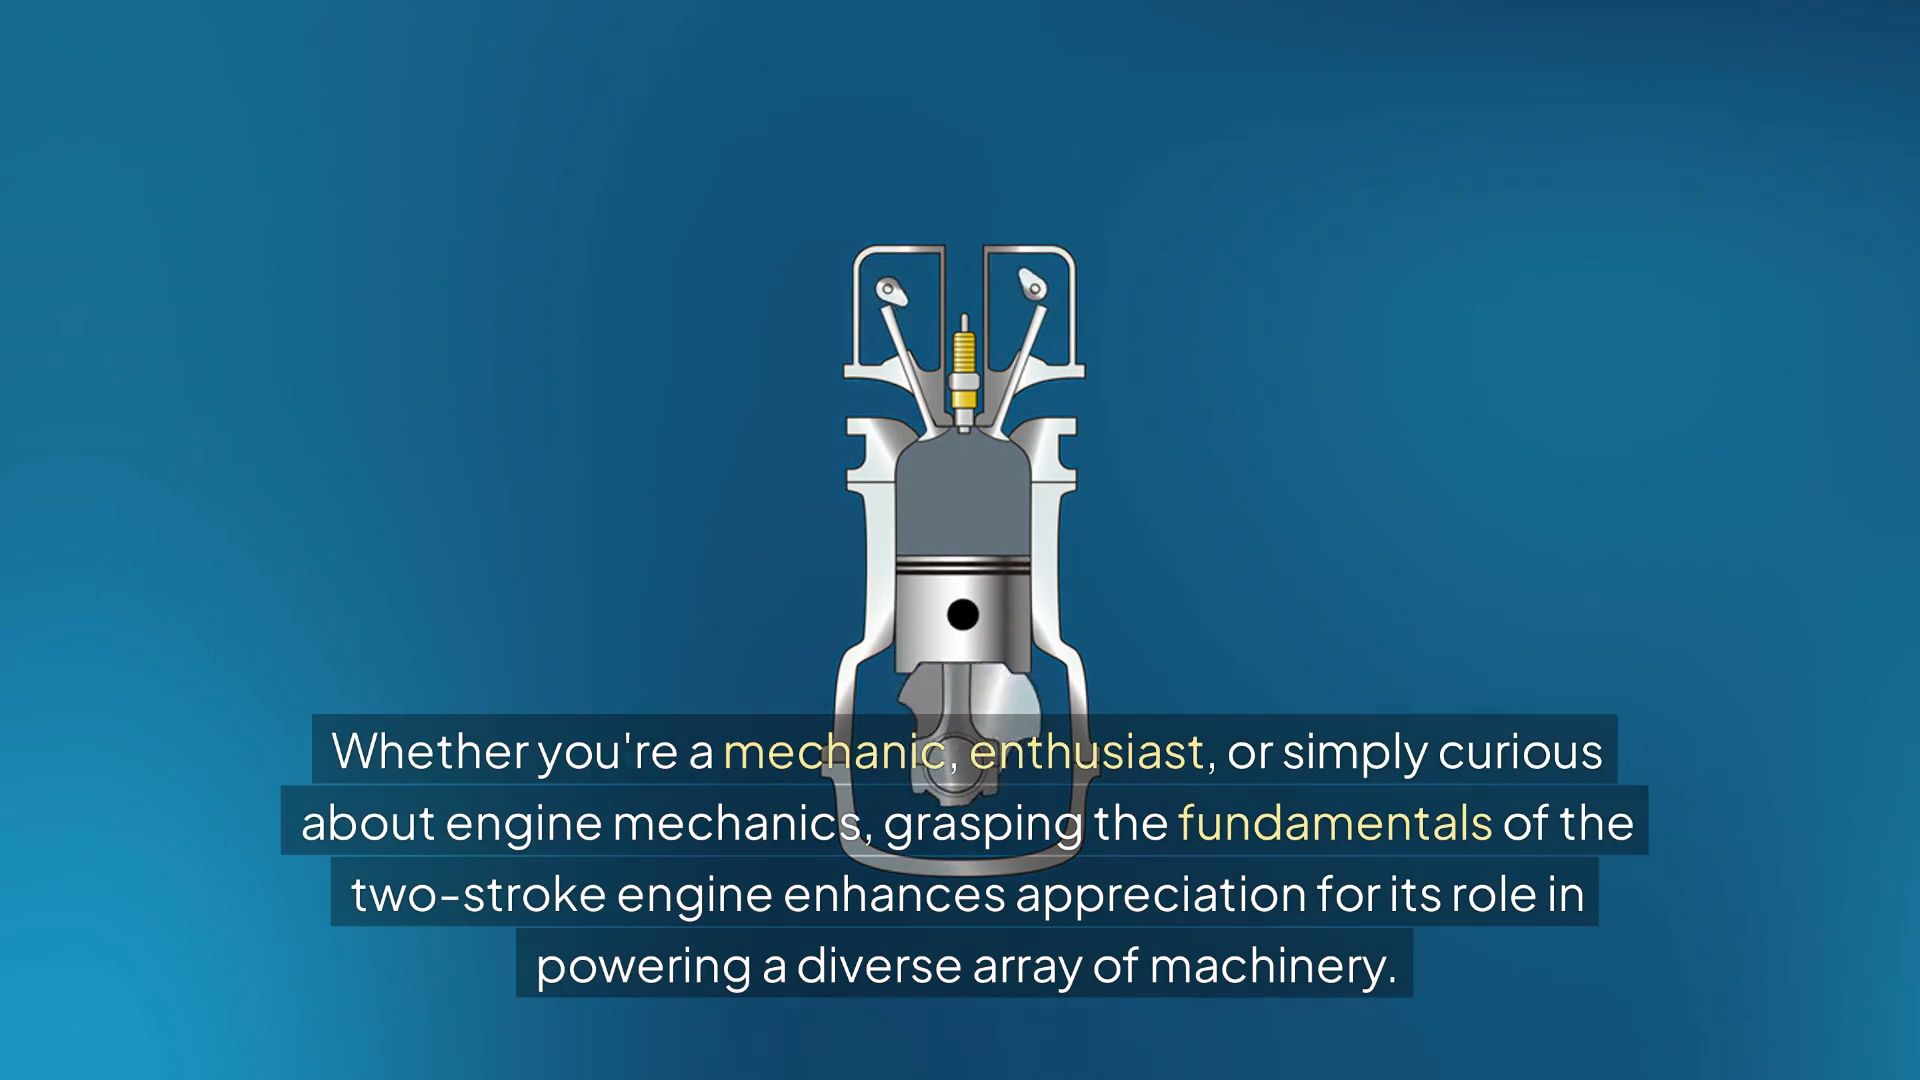 Whether you're a mechanic, enthusiast, or simply curious
about engine mechanics, grasping the fundamentals of the
two-stroke engine enhances appreciation for its role in
powering a diverse array of machinery.